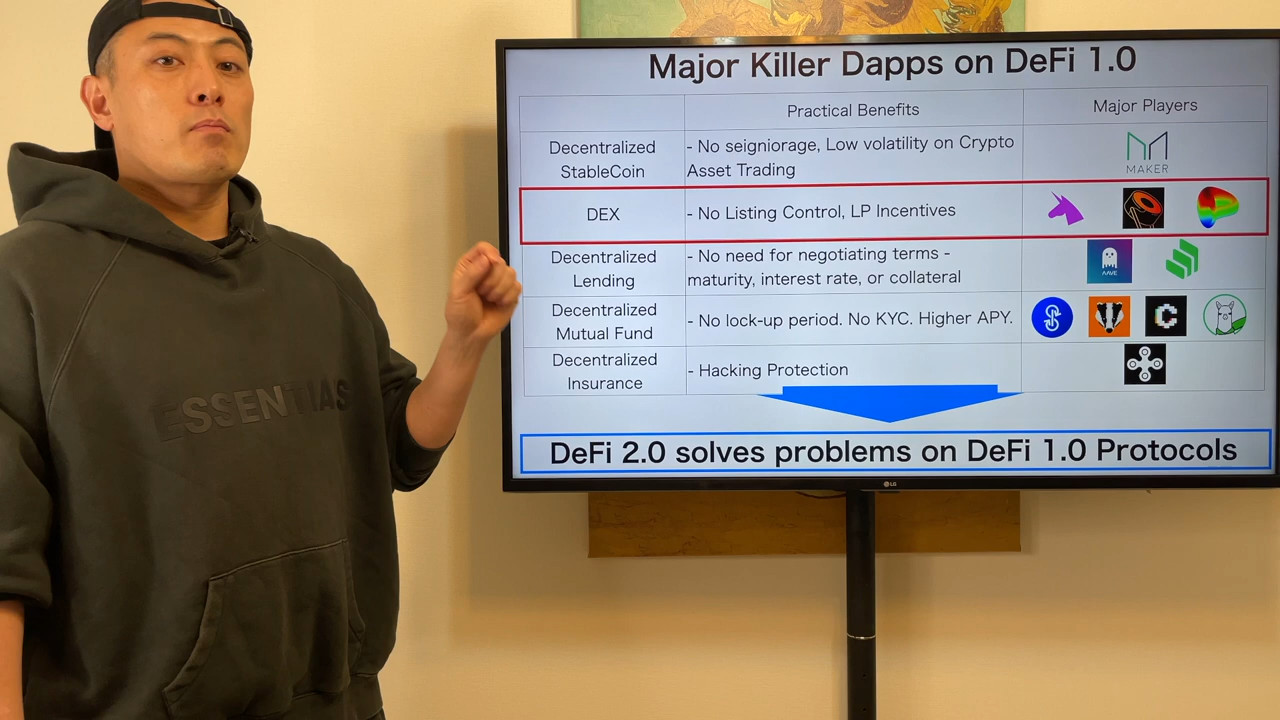 Major Killer Dapps on DeFi 1.0
Practical Benefits
Major Players
Decentralized
StableCoin
- No seigniorage, Low volatility on Crypto
Asset Trading
MAKER
DEX
- No Listing Control, LP Incentives
Decentralized
Lending
- No need for negotiating terms -
maturity, interest rate, or collateral
AAVE
Decentralized
Mutual Fund
- No lock-up period. No KYC. Higher APY.
C
Decentralized
Insurance
- Hacking Protection
DeFi 2.0 solves problems on DeFi 1.0 Protocols
LG